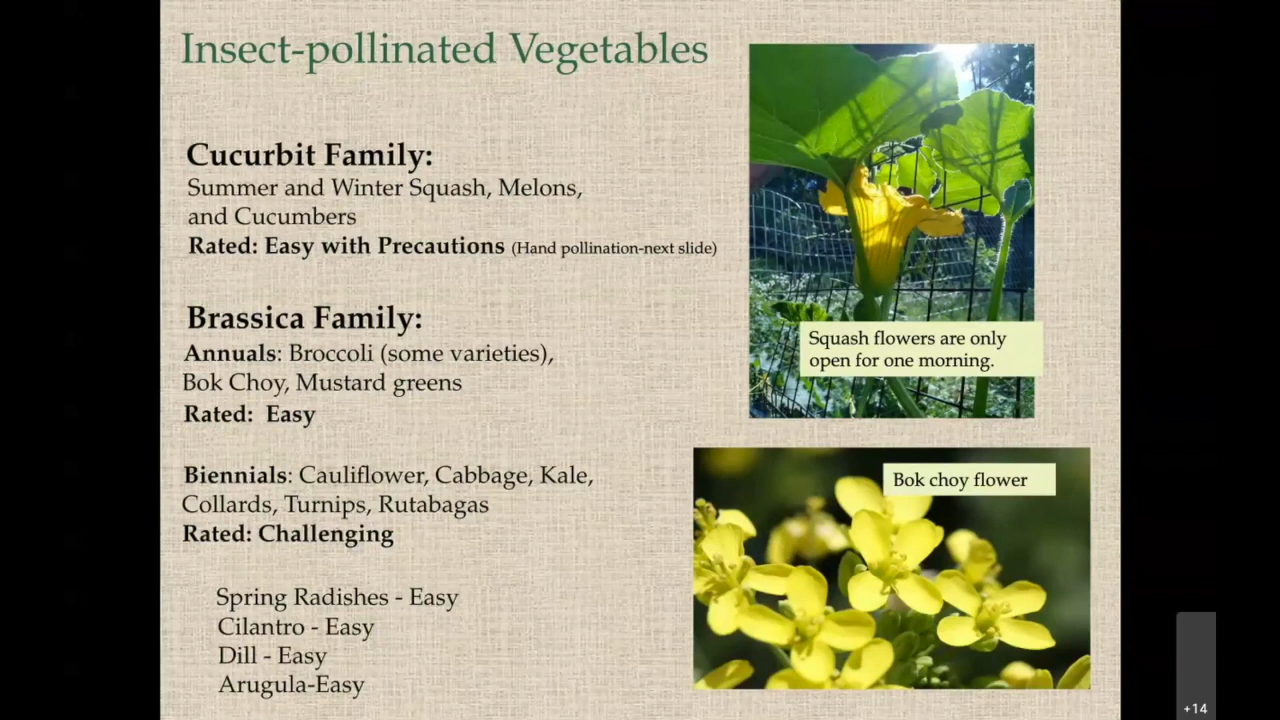 Insect-pollinated Vegetables
Cucurbit Family:
Summer and Winter Squash, Melons,
and Cucumbers
Rated: Easy with Precautions (Hand pollination-next slide)
Brassica Family:
Annuals: Broccoli (some varieties),
Bok Choy, Mustard greens
Rated: Easy
Biennials: Cauliflower, Cabbage, Kale,
Collards, Turnips, Rutabagas
Rated: Challenging
Spring Radishes - Easy
Cilantro - Easy
Dill - Easy
Arugula-Easy
Squash flowers are only
open for one morning.
Bok choy flower
+14